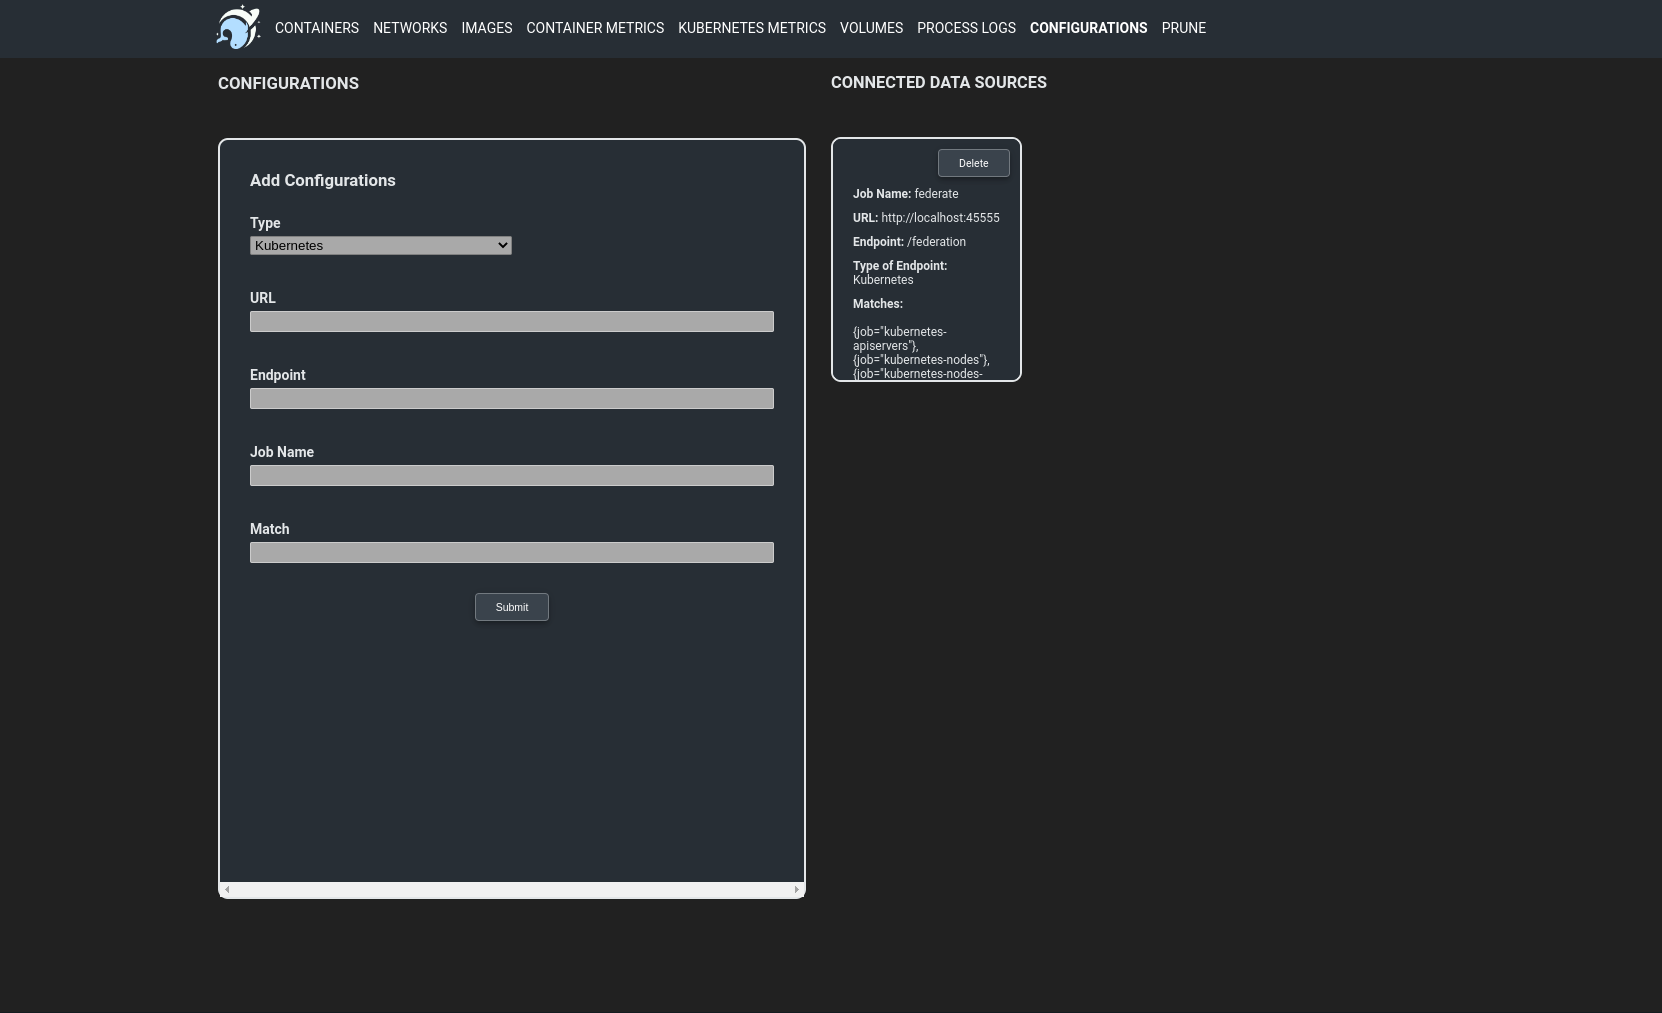 CONTAINERS NETWORKS IMAGES CONTAINER METRICS KUBERNETES METRICS VOLUMES PROCESS LOGS CONFIGURATIONS PRUNE
CONFIGURATIONS
Add Configurations
Type
Kubernetes
URL
Endpoint
Job Name
Match
Submit
CONNECTED DATA SOURCES
Delete
Job Name: federate
URL: http://localhost:45555
Endpoint: /federation
Type of Endpoint:
Kubernetes
Matches:
{job="kubernetes-
apiservers"},
{job="kubernetes-nodes"},
{job="kubernetes-nodes-